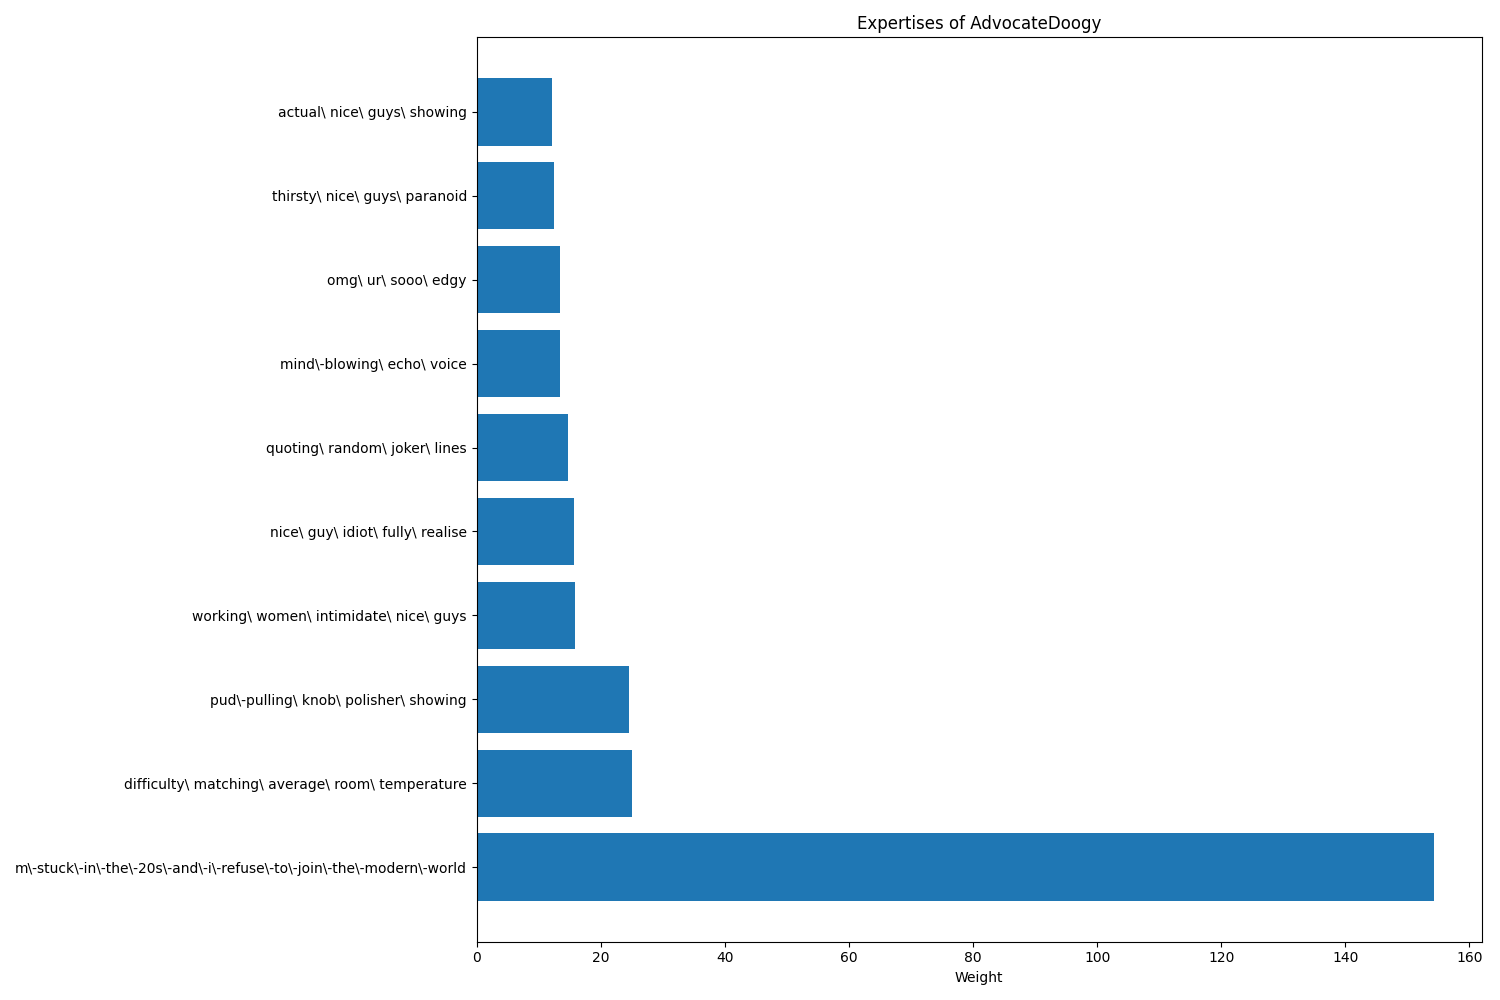 Expertises of AdvocateDoogy
actual\ nice\ guys\ showing
thirsty\ nice\ guys\ paranoid
omg\ ur\ sooo\ edgy
mind\-blowing\ echo\ voice
quoting\ random\ joker\ lines
nice\ guy\ idiot\ fully\ realise
working\ women\ intimidate\ nice\ guys
pud\-pulling\ knob\ polisher\ showing
difficulty\ matching\ average\ room\ temperature
m\-stuck\-in\-the\-20s\-and\-i\-refuse\-to\-join\-the\-modern\-world
0 20 40 60 80 100 120 140 160
Weight